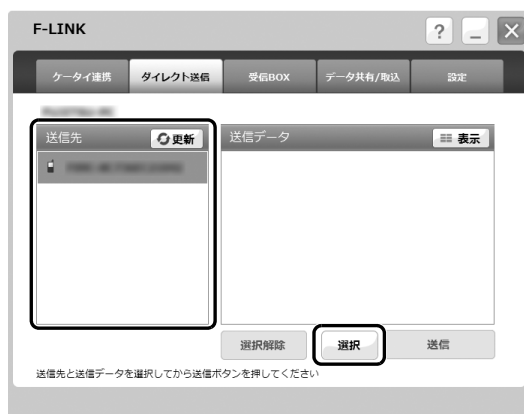 F-LINK
?
ケータイ連携 ダイレクト送信 受信BOX データ共有/取込 設定
送信先 更新 送信データ 表示
選択解除 選択 送信
送信先と送信データを選択してから送信ボタンを押してください